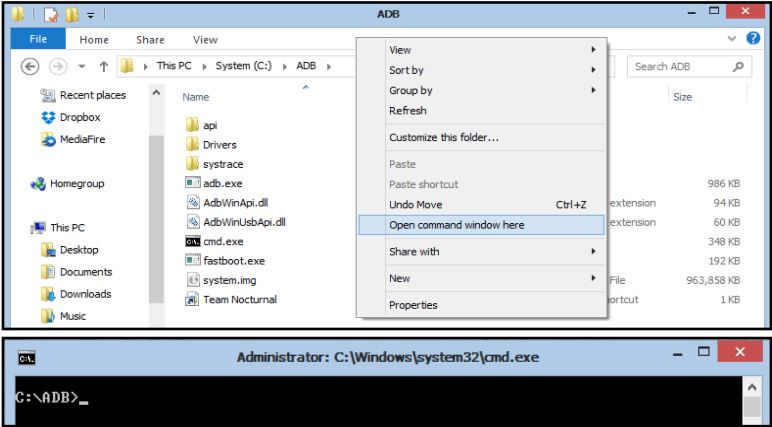 ADB
File Home Share View
This PC System (C:) ADB
Search ADB
Recent places
Dropbox
MediaFire
Homegroup
This PC
Desktop
Documents
Downloads
Music
Name
Size
api
Drivers
systrace
adb.exe 986 KB
AdbWinApi.dll extension 94 KB
AdbWinUsbApi.dll extension 60 KB
cmd.exe 348 KB
fastboot.exe 192 KB
system.img File 963,858 KB
Team Nocturnal ortcut 1 KB
View
Sort by
Group by
Refresh
Customize this folder...
Paste
Paste shortcut
Undo Move Ctrl+Z
Open command window here
Share with
New
Properties
Administrator: C:\Windows\system32\cmd.exe
C:\ADB>_